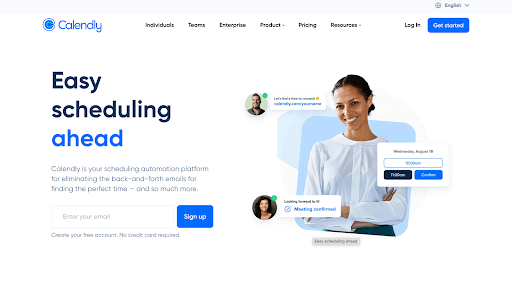 English
Calendly
Individuals
Teams
Enterprise
Product
Pricing
Resources
Log In
Get started
Easy
scheduling
ahead
Calendly is your scheduling automation platform
for eliminating the back-and-forth emails for
finding the perfect time — and so much more.
Enter your email
Sign up
Create your free account. No credit card required.
Let's find a time to connect!
calendly.com/yourname
Wednesday, August 18
10:00am
11:00am
Confirm
Looking forward to it!
Meeting confirmed
Easy scheduling ahead